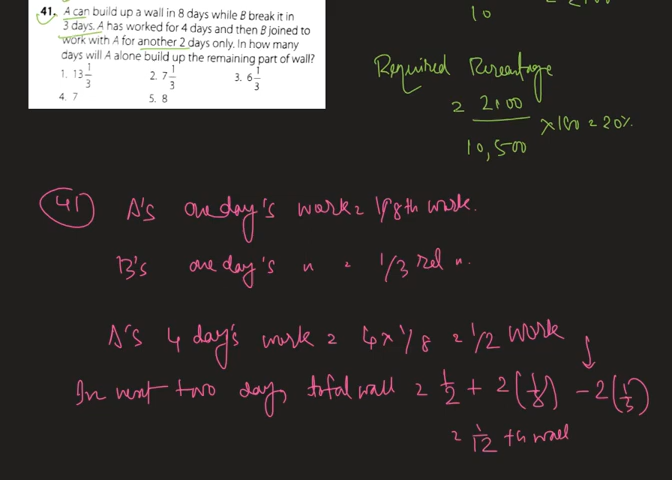 41. A can build up a wall in 8 days while B break it in
3 days. A has worked for 4 days and then B joined to
work with A for another 2 days only. In how many
days will A alone build up the remaining part of wall?
1. 13 1/3 2. 7 1/3 3. 6 1/3
4. 7 5. 8
10
Required Percentage
= 2100/10,500 × 100 = 20%
41 A's one day's work = 1/8th work.
B's one day's " = 1/3rd ".
A's 4 day's work = 4 × 1/8 = 1/2 work
In next two days, total wall = 1/2 + 2(1/8) - 2(1/3)
= 1/12 th wall